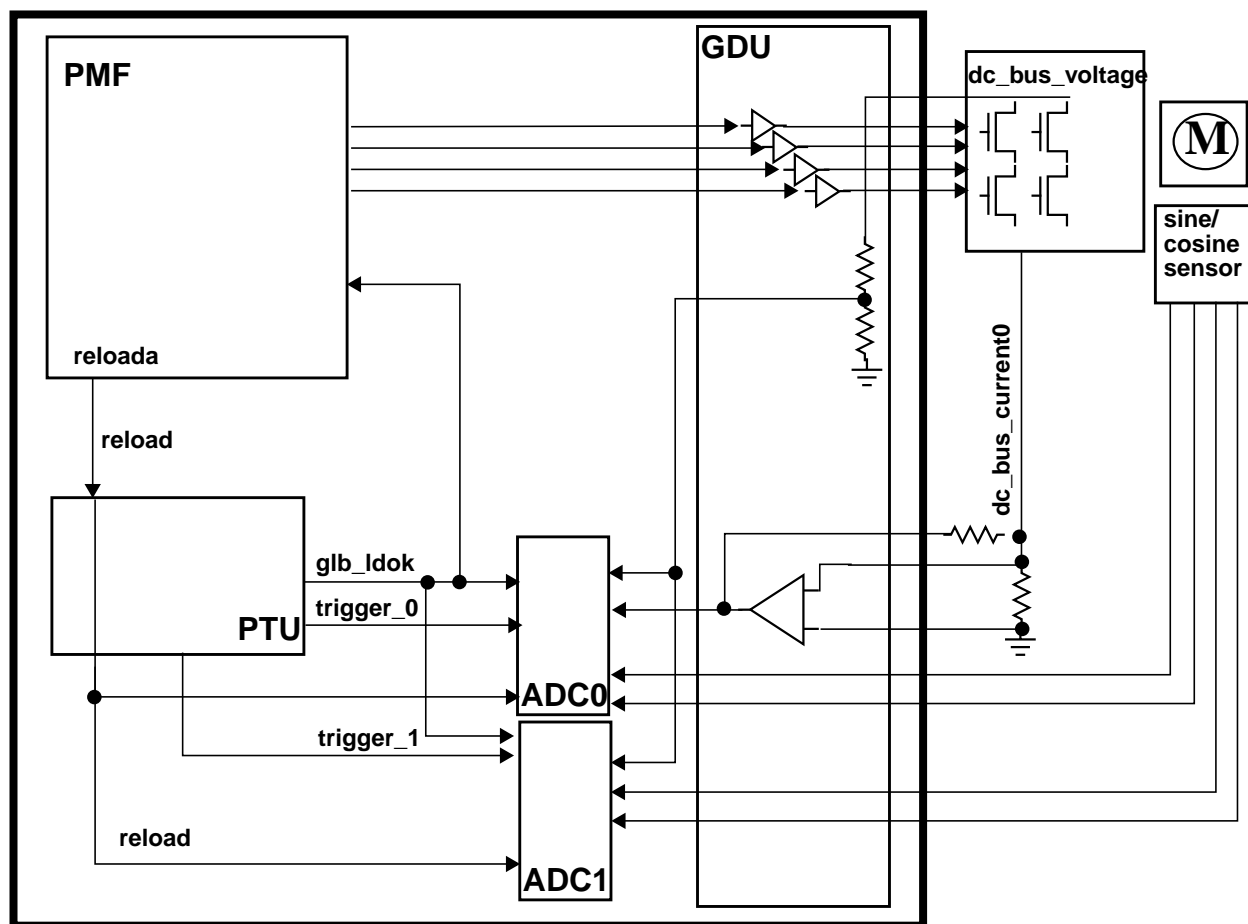 PMF
GDU
dc_bus_voltage
M
sine/
cosine
sensor
reloada
reload
dc_bus_current0
glb_ldok
trigger_0
PTU
ADC0
trigger_1
reload
ADC1